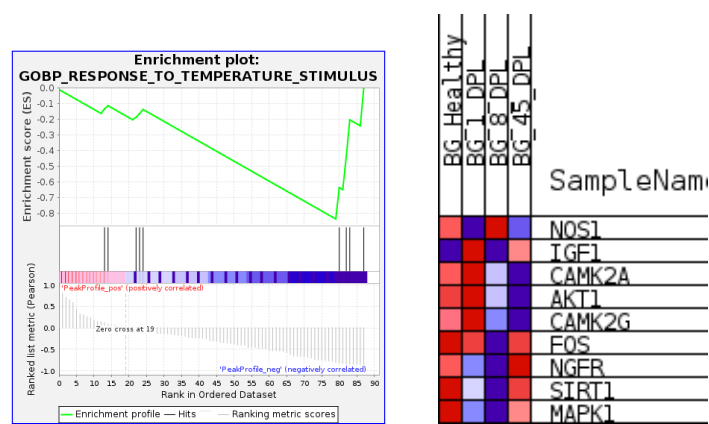 Enrichment plot:
GOBP_RESPONSE_TO_TEMPERATURE_STIMULUS
Enrichment score (ES)
0.0
-0.1
-0.2
-0.3
-0.4
-0.5
-0.6
-0.7
-0.8
Ranked list metric (Pearson)
1.0
0.5
0.0
-0.5
-1.0
'PeakProfile_pos' (positively correlated)
Zero cross at 19
'PeakProfile_neg' (negatively correlated)
0 5 10 15 20 25 30 35 40 45 50 55 60 65 70 75 80 85 90
Rank in Ordered Dataset
Enrichment profile Hits Ranking metric scores
BG_Healthy
BG_1_DPL
BG_8_DPL
BG_45_DPL
SampleName
NOS1
IGF1
CAMK2A
AKT1
CAMK2G
FOS
NGFR
SIRT1
MAPK1